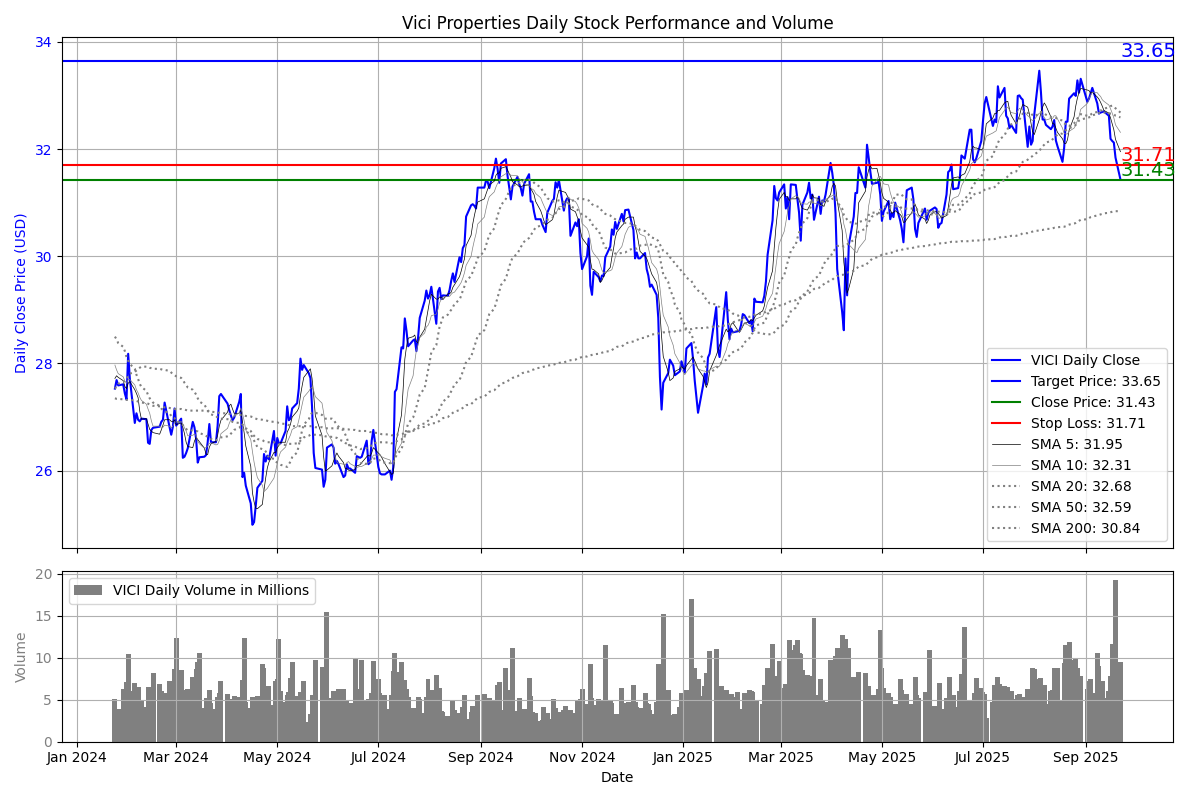 Vici Properties Daily Stock Performance and Volume
34
32
30
28
26
Daily Close Price (USD)
33.65
31.71
31.43
VICI Daily Close
Target Price: 33.65
Close Price: 31.43
Stop Loss: 31.71
SMA 5: 31.95
SMA 10: 32.31
SMA 20: 32.68
SMA 50: 32.59
SMA 200: 30.84
20
15
10
5
0
Volume
VICI Daily Volume in Millions
Jan 2024 Mar 2024 May 2024 Jul 2024 Sep 2024 Nov 2024 Jan 2025 Mar 2025 May 2025 Jul 2025 Sep 2025
Date